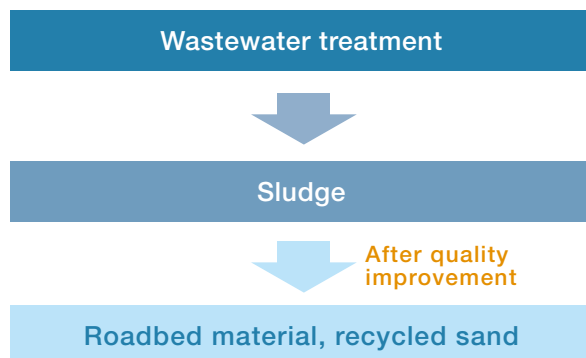 Wastewater treatment
Sludge
After quality
improvement
Roadbed material, recycled sand